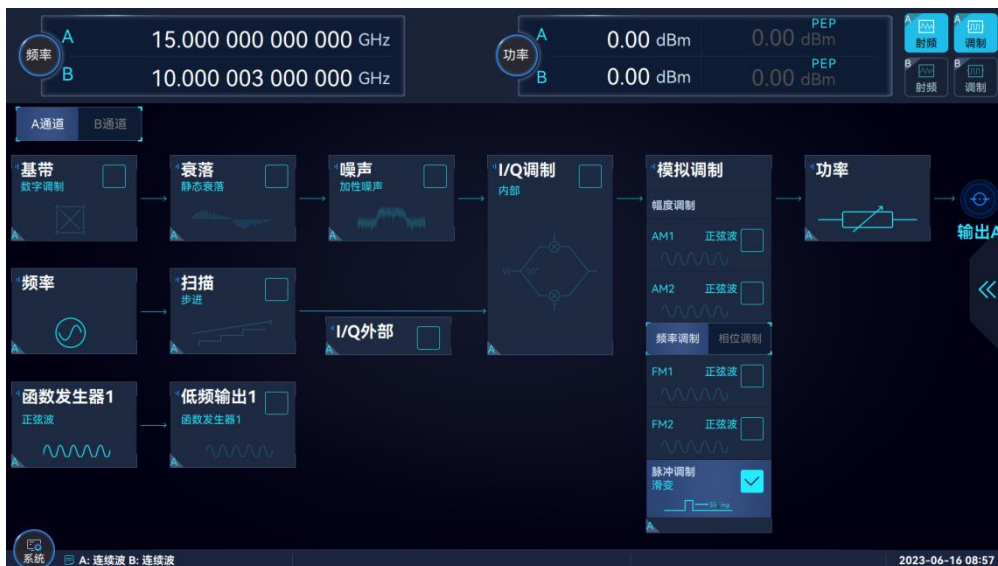 频率
A 15.000 000 000 000 GHz
B 10.000 003 000 000 GHz
功率
A 0.00 dBm PEP 0.00 dBm
B 0.00 dBm PEP 0.00 dBm
A 射频
A 调制
B 射频
B 调制
A通道 B通道
基带
数字调制
A
衰落
静态衰落
A
噪声
加性噪声
A
I/Q调制
内部
90°
A
模拟调制
幅度调制
AM1 正弦波
AM2 正弦波
频率调制 相位调制
FM1 正弦波
FM2 正弦波
脉冲调制
滑变
A
功率
A
输出A
频率
A
扫描
步进
A
I/Q外部
A
函数发生器1
正弦波
A
低频输出1
函数发生器1
A
系统
A: 连续波 B: 连续波
2023-06-16 08:57